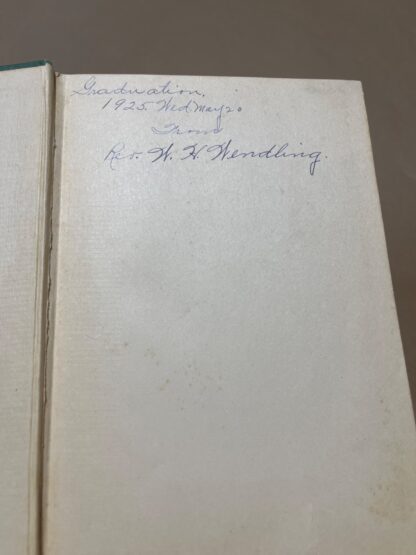 Graduation.
1925. Wed. May 20
From
Rev. W. H. Wendling.